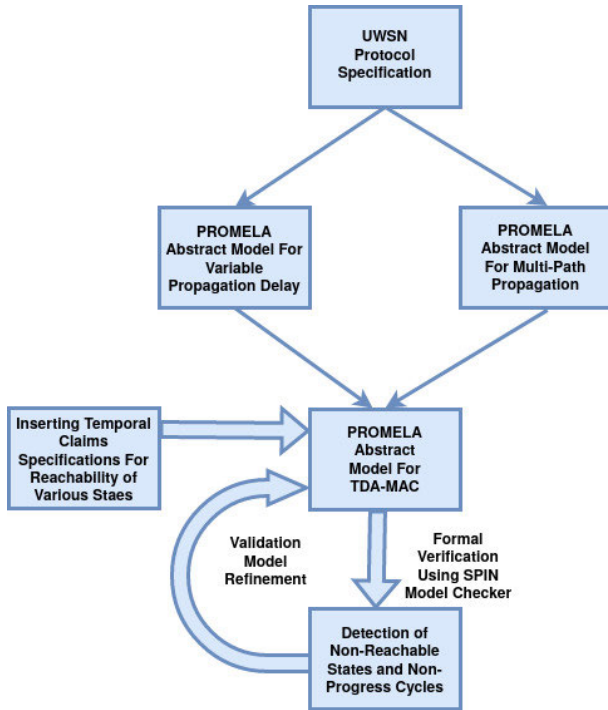 UWSN
Protocol
Specification
PROMELA
Abstract Model For
Variable
Propagation Delay
PROMELA
Abstract Model
For Multi-Path
Propagation
Inserting Temporal
Claims
Specifications For
Reachability of
Various Staes
PROMELA
Abstract
Model For
TDA-MAC
Validation
Model
Refinement
Formal
Verification
Using SPIN
Model Checker
Detection of
Non-Reachable
States and Non-
Progress Cycles